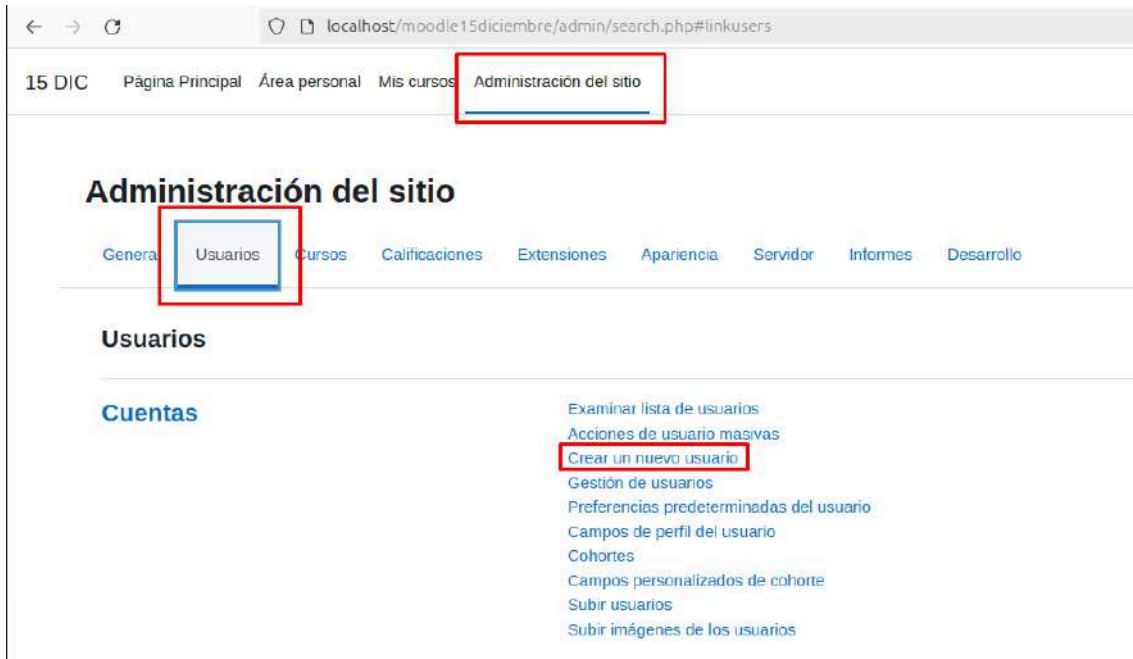 localhost/moodle15diciembre/admin/search.php#linkusers
15 DIC Página Principal Área personal Mis cursos Administración del sitio
Administración del sitio
General Usuarios Cursos Calificaciones Extensiones Apariencia Servidor Informes Desarrollo
Usuarios
Cuentas
Examinar lista de usuarios
Acciones de usuario masivas
Crear un nuevo usuario
Gestión de usuarios
Preferencias predeterminadas del usuario
Campos de perfil del usuario
Cohortes
Campos personalizados de cohorte
Subir usuarios
Subir imágenes de los usuarios